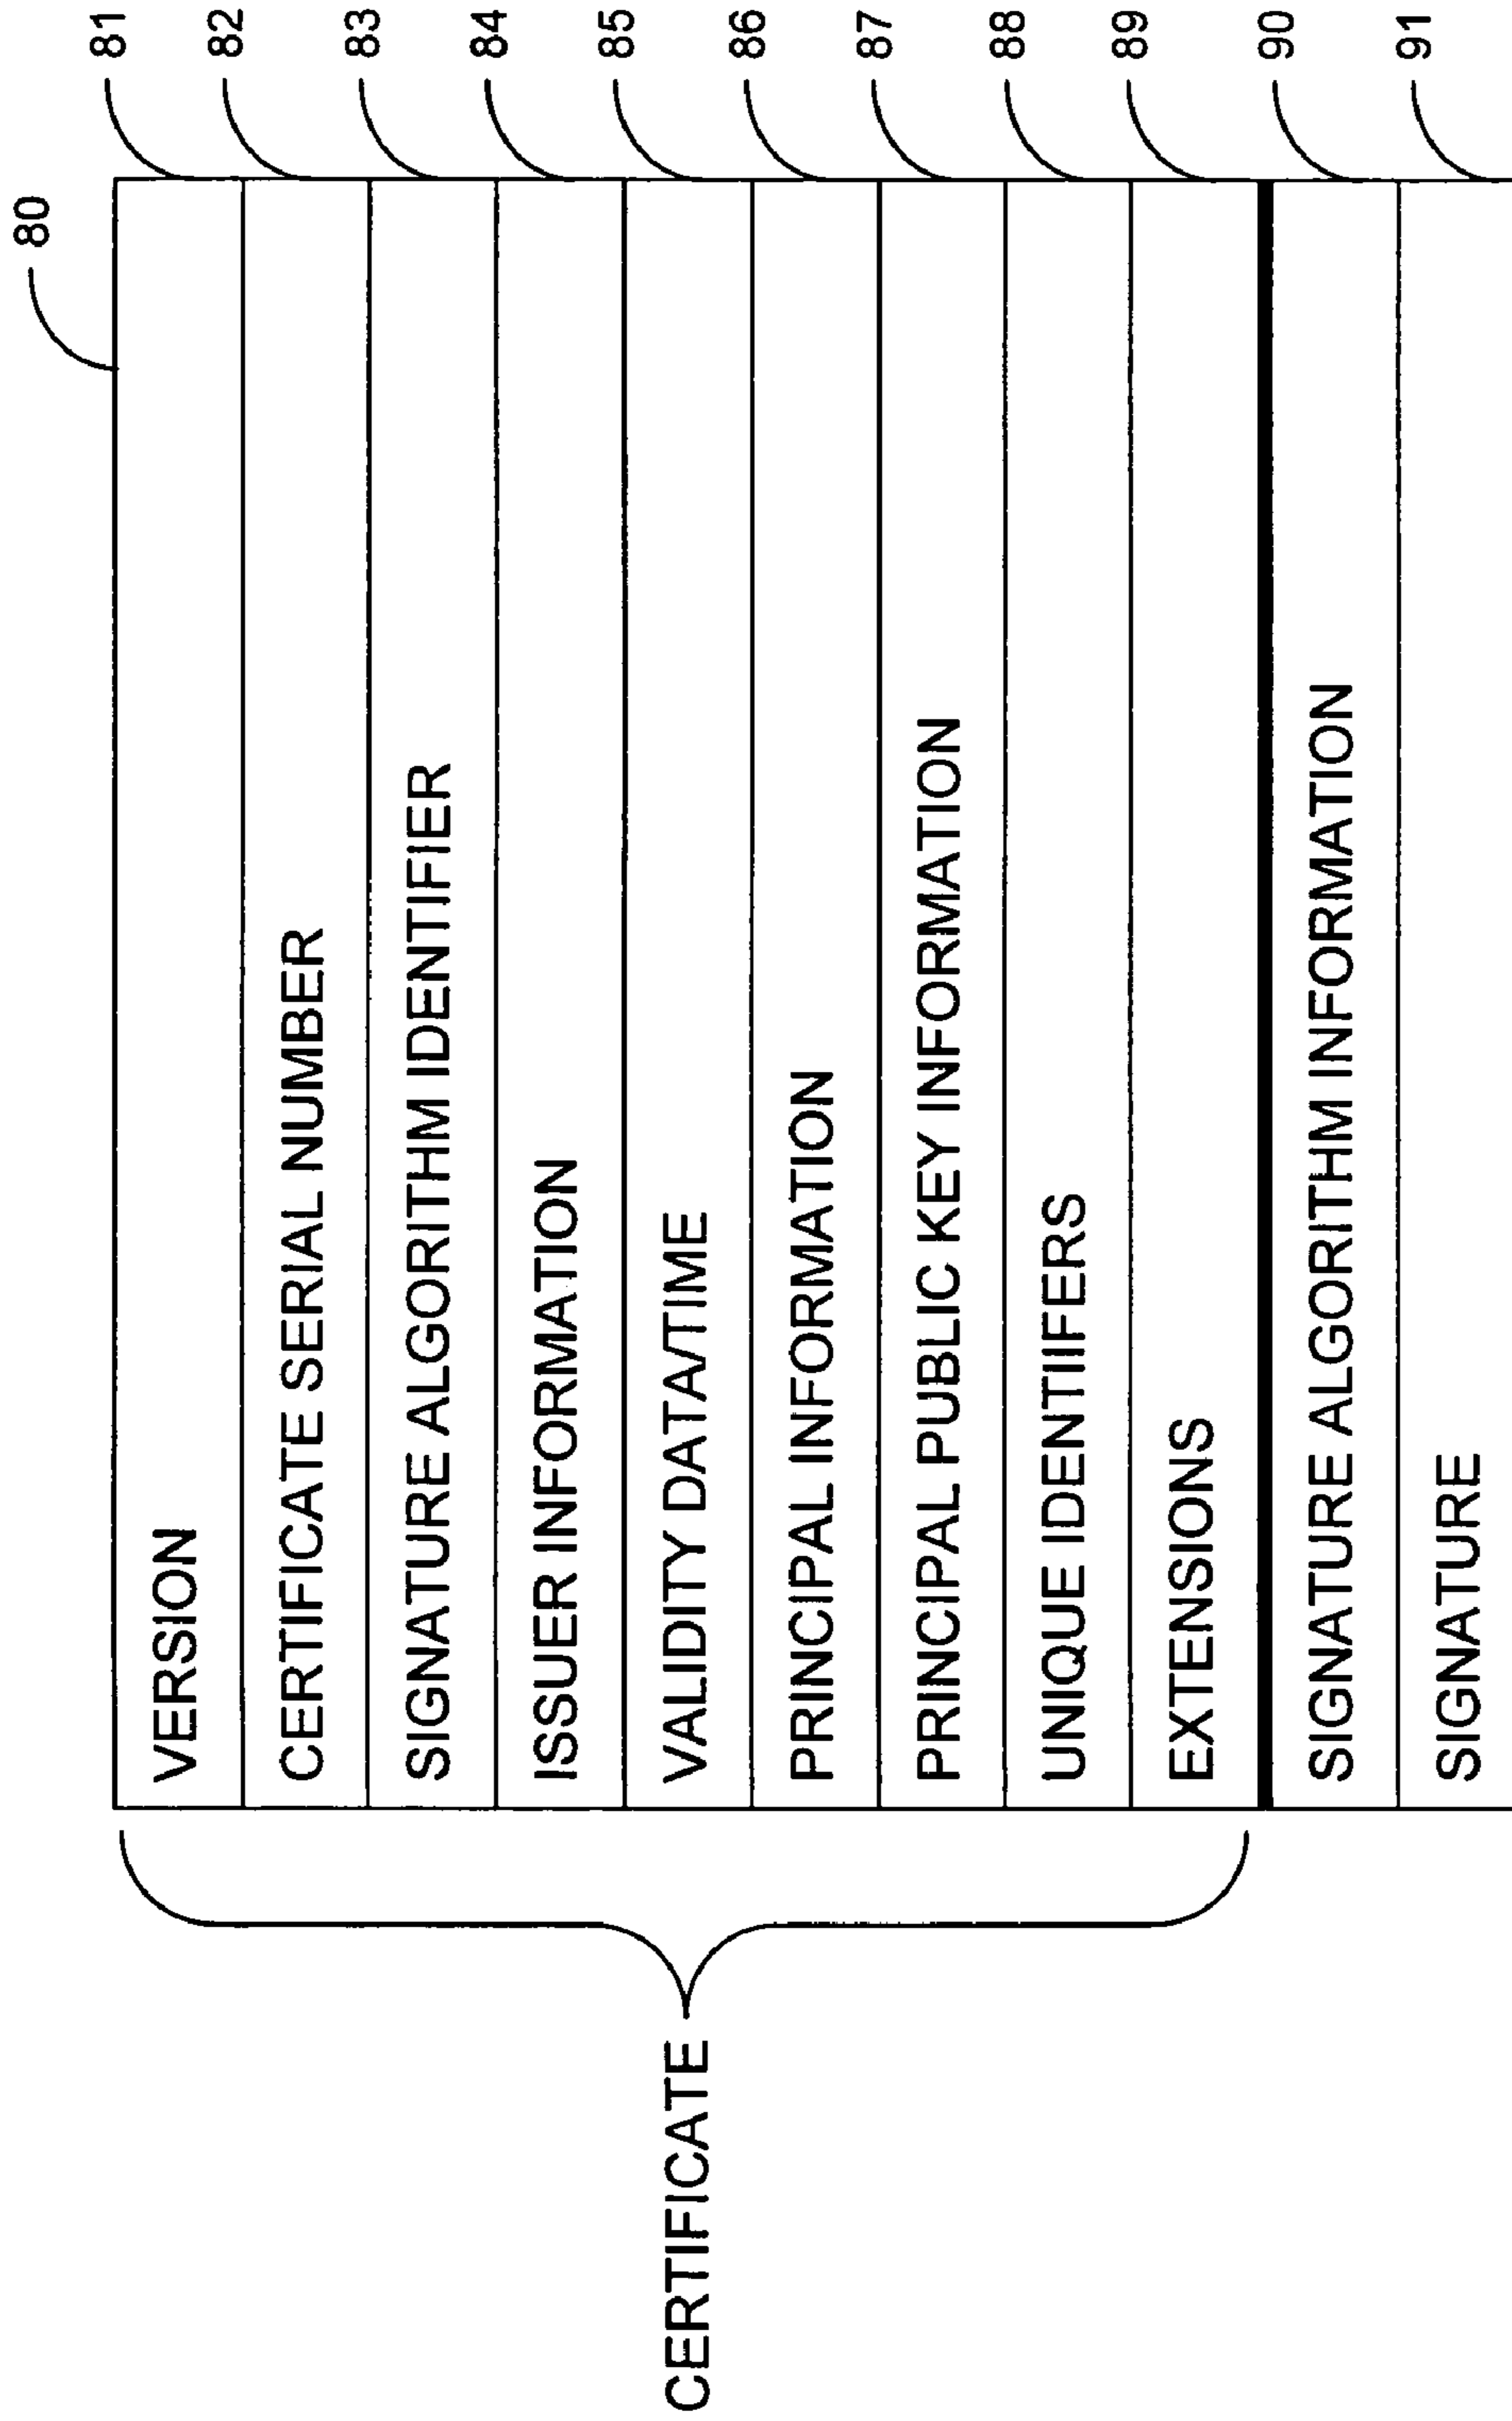 80
CERTIFICATE
VERSION 81
CERTIFICATE SERIAL NUMBER 82
SIGNATURE ALGORITHM IDENTIFIER 83
ISSUER INFORMATION 84
VALIDITY DATA/TIME 85
PRINCIPAL INFORMATION 86
PRINCIPAL PUBLIC KEY INFORMATION 87
UNIQUE IDENTIIFERS 88
EXTENSIONS 89
SIGNATURE ALGORITHM INFORMATION 90
SIGNATURE 91